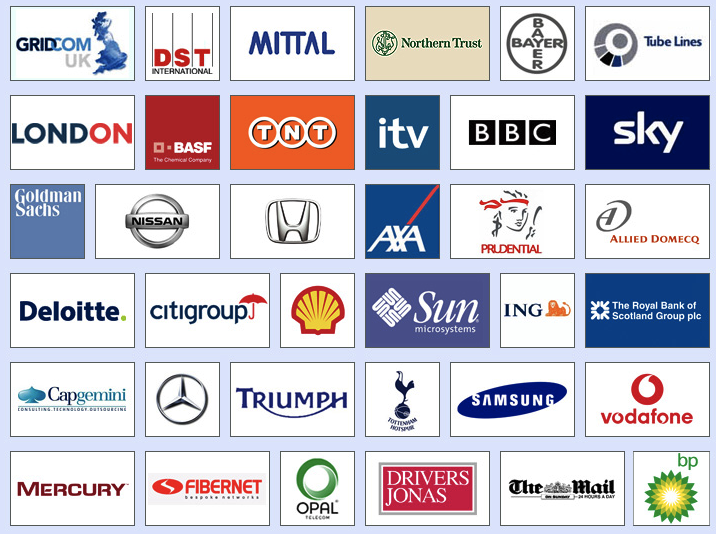 GRIDCOM
UK
DST
INTERNATIONAL
MITTAL
Northern Trust
BAYER
BAYER
Tube Lines
LONDON
BASF
The Chemical Company
TNT
itv
BBC
sky
Goldman
Sachs
NISSAN
AXA
PRUDENTIAL
ALLIED DOMECQ
Deloitte.
citigroup
Sun
microsystems
ING
The Royal Bank of
Scotland Group plc
Capgemini
CONSULTING.TECHNOLOGY.OUTSOURCING
TRIUMPH
TOTTENHAM
HOTSPUR
SAMSUNG
vodafone
MERCURY
FIBERNET
bespoke networks
OPAL
TELECOM
DRIVERS
JONAS
The Mail
ON SUNDAY 24 HOURS A DAY
bp